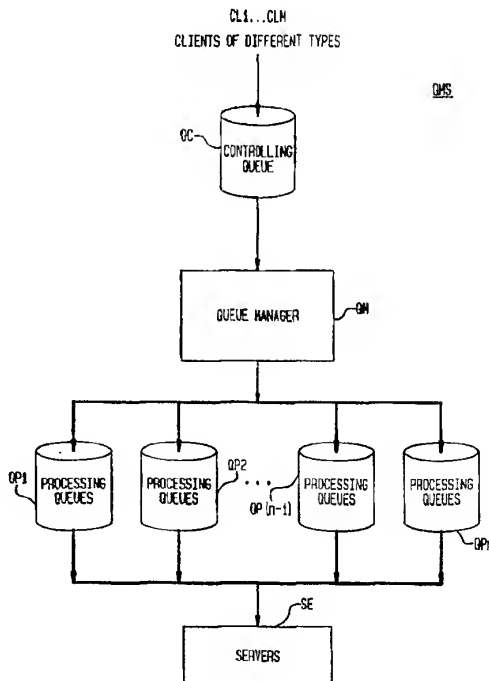 CL1...CLM
CLIENTS OF DIFFERENT TYPES
QMS
QC
CONTROLLING
QUEUE
QUEUE MANAGER
QM
QP1
PROCESSING
QUEUES
PROCESSING
QUEUES
QP2
...
QP(n-1)
PROCESSING
QUEUES
PROCESSING
QUEUES
QPn
SE
SERVERS